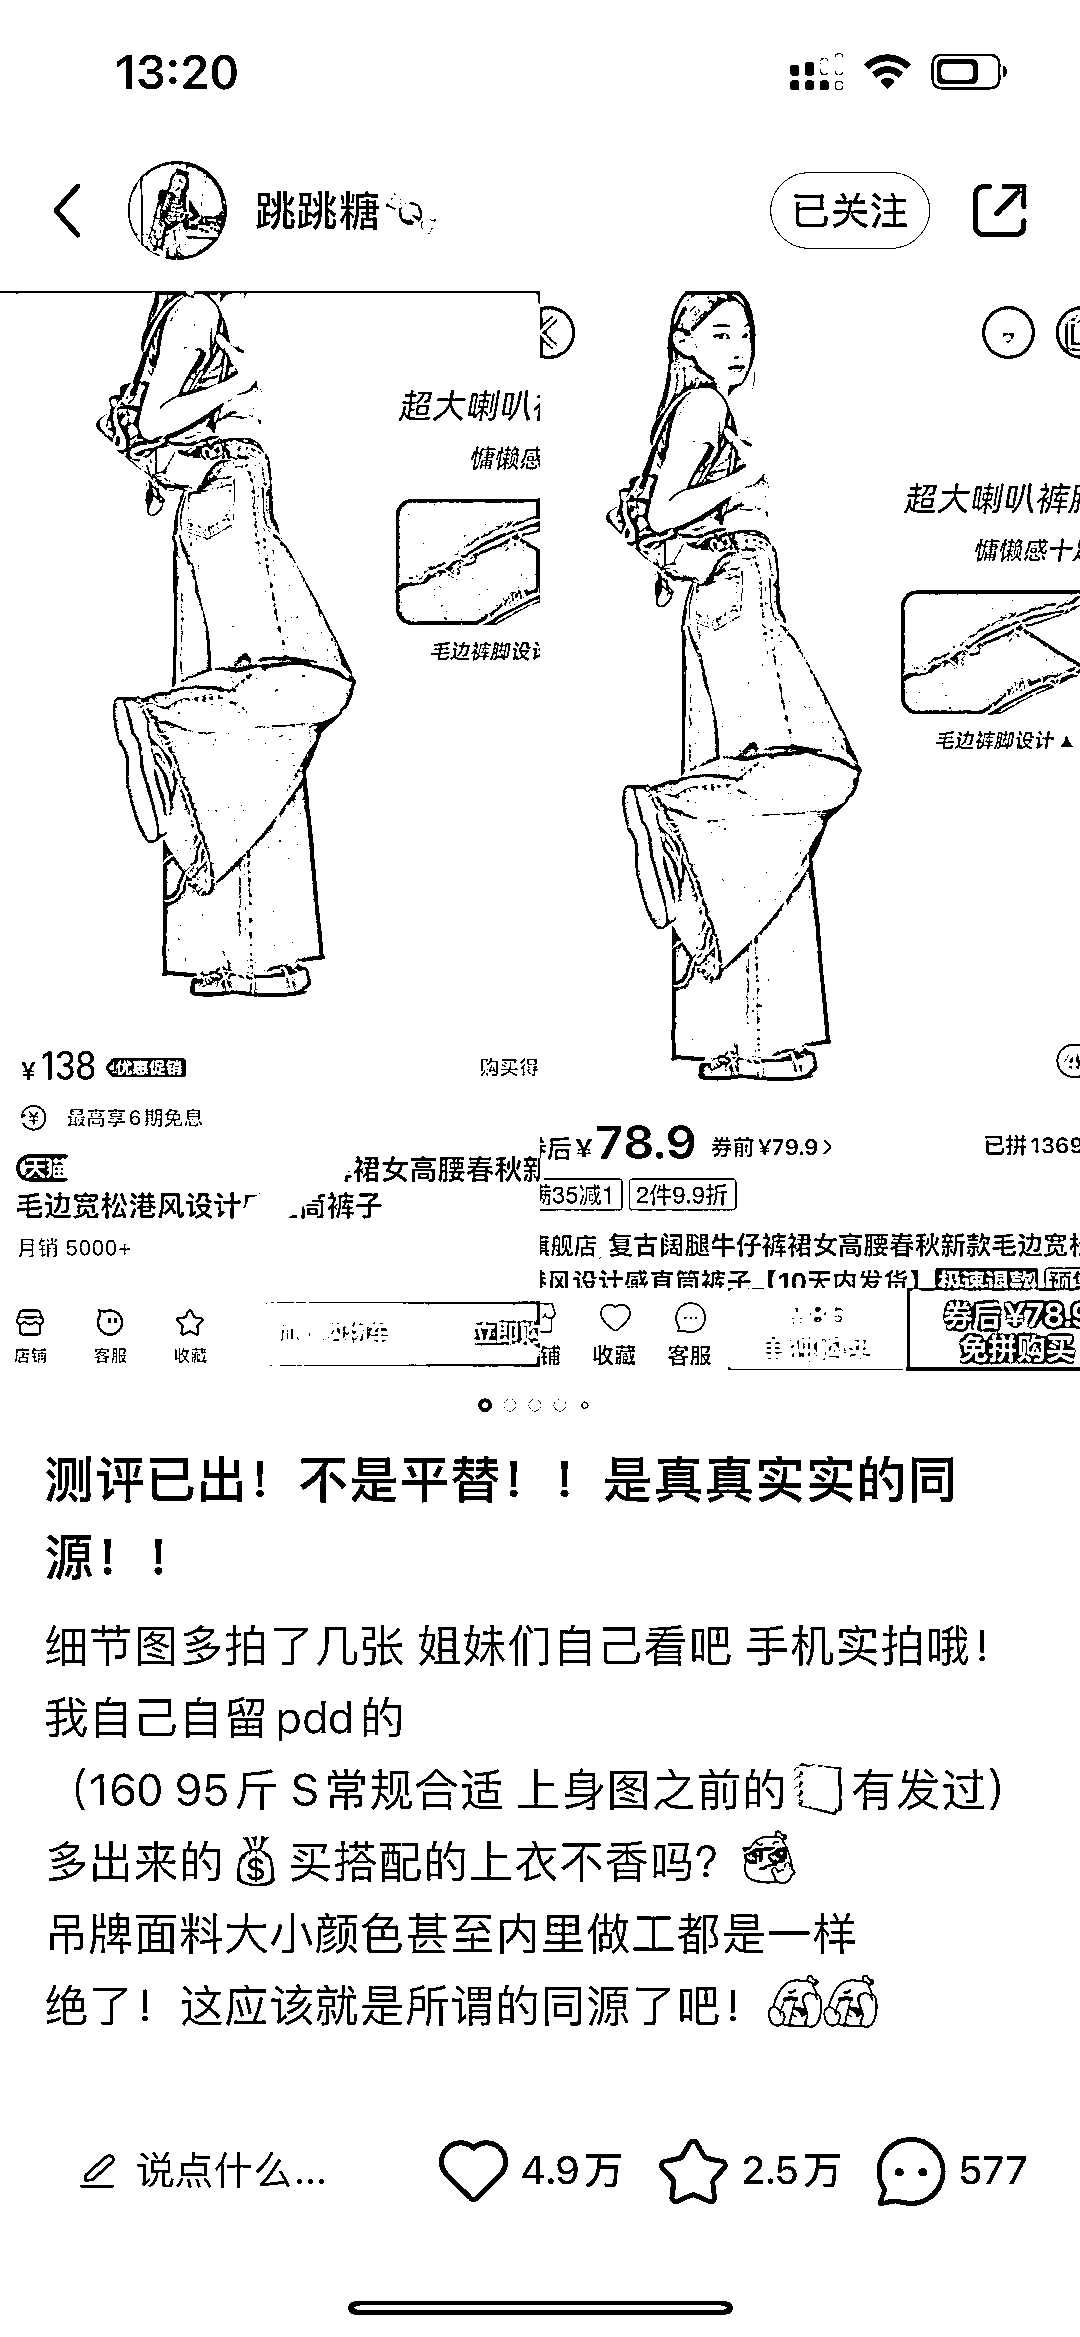 13:20
跳跳糖
已关注
超大喇叭
慵懒感
毛边裤脚设计
超大喇叭裤脚
慵懒感十足
毛边裤脚设计▲
¥138 优惠促销
购买得
最高享6期免息
天猫
裙女高腰春秋新
毛边宽松港风设计
筒裤子
月销 5000+
店铺
客服
收藏
立即购
后¥78.9 券前¥79.9>
已拼1369
满35减1 2件9.9折
旗舰店 复古阔腿牛仔裤裙女高腰春秋新款毛边宽松
风设计感直筒裤子【10天内发货】极速退款
铺
收藏
客服
券后¥78.9
免拼购买
测评已出！不是平替！！是真真实实的同
源！！
细节图多拍了几张 姐妹们自己看吧 手机实拍哦！
我自己自留pdd的
（160 95斤 S常规合适 上身图之前的 有发过）
多出来的💰买搭配的上衣不香吗？
吊牌面料大小颜色甚至内里做工都是一样
绝了！这应该就是所谓的同源了吧！
说点什么...
4.9万
2.5万
577